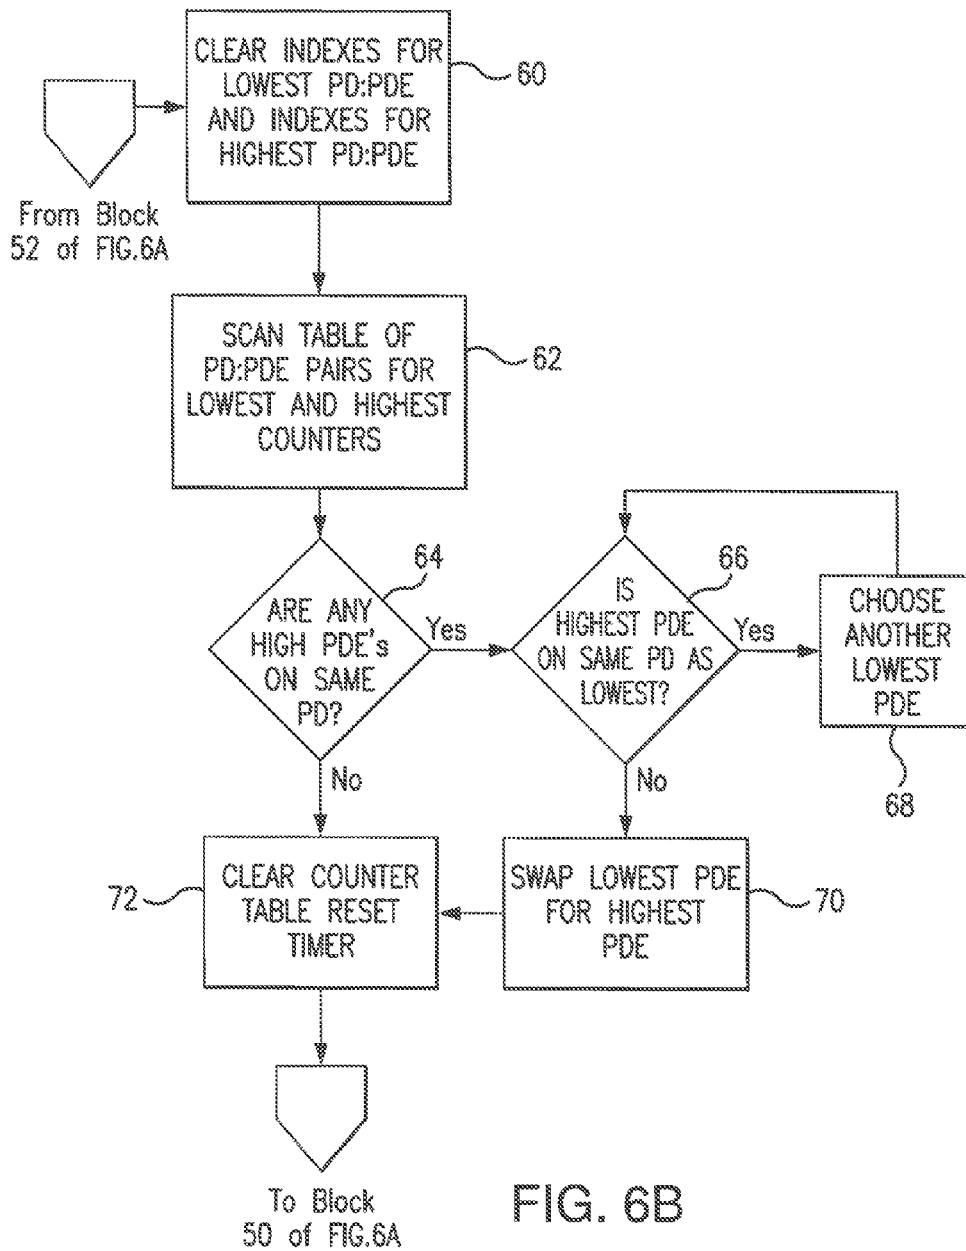 CLEAR INDEXES FOR
LOWEST PD:PDE
AND INDEXES FOR
HIGHEST PD:PDE
60
From Block
52 of FIG.6A
SCAN TABLE OF
PD:PDE PAIRS FOR
LOWEST AND HIGHEST
COUNTERS
62
ARE ANY
HIGH PDE's
ON SAME
PD?
64
Yes
No
IS
HIGHEST PDE
ON SAME PD AS
LOWEST?
66
Yes
No
CHOOSE
ANOTHER
LOWEST
PDE
68
SWAP LOWEST PDE
FOR HIGHEST
PDE
70
CLEAR COUNTER
TABLE RESET
TIMER
72
To Block
50 of FIG.6A
FIG. 6B